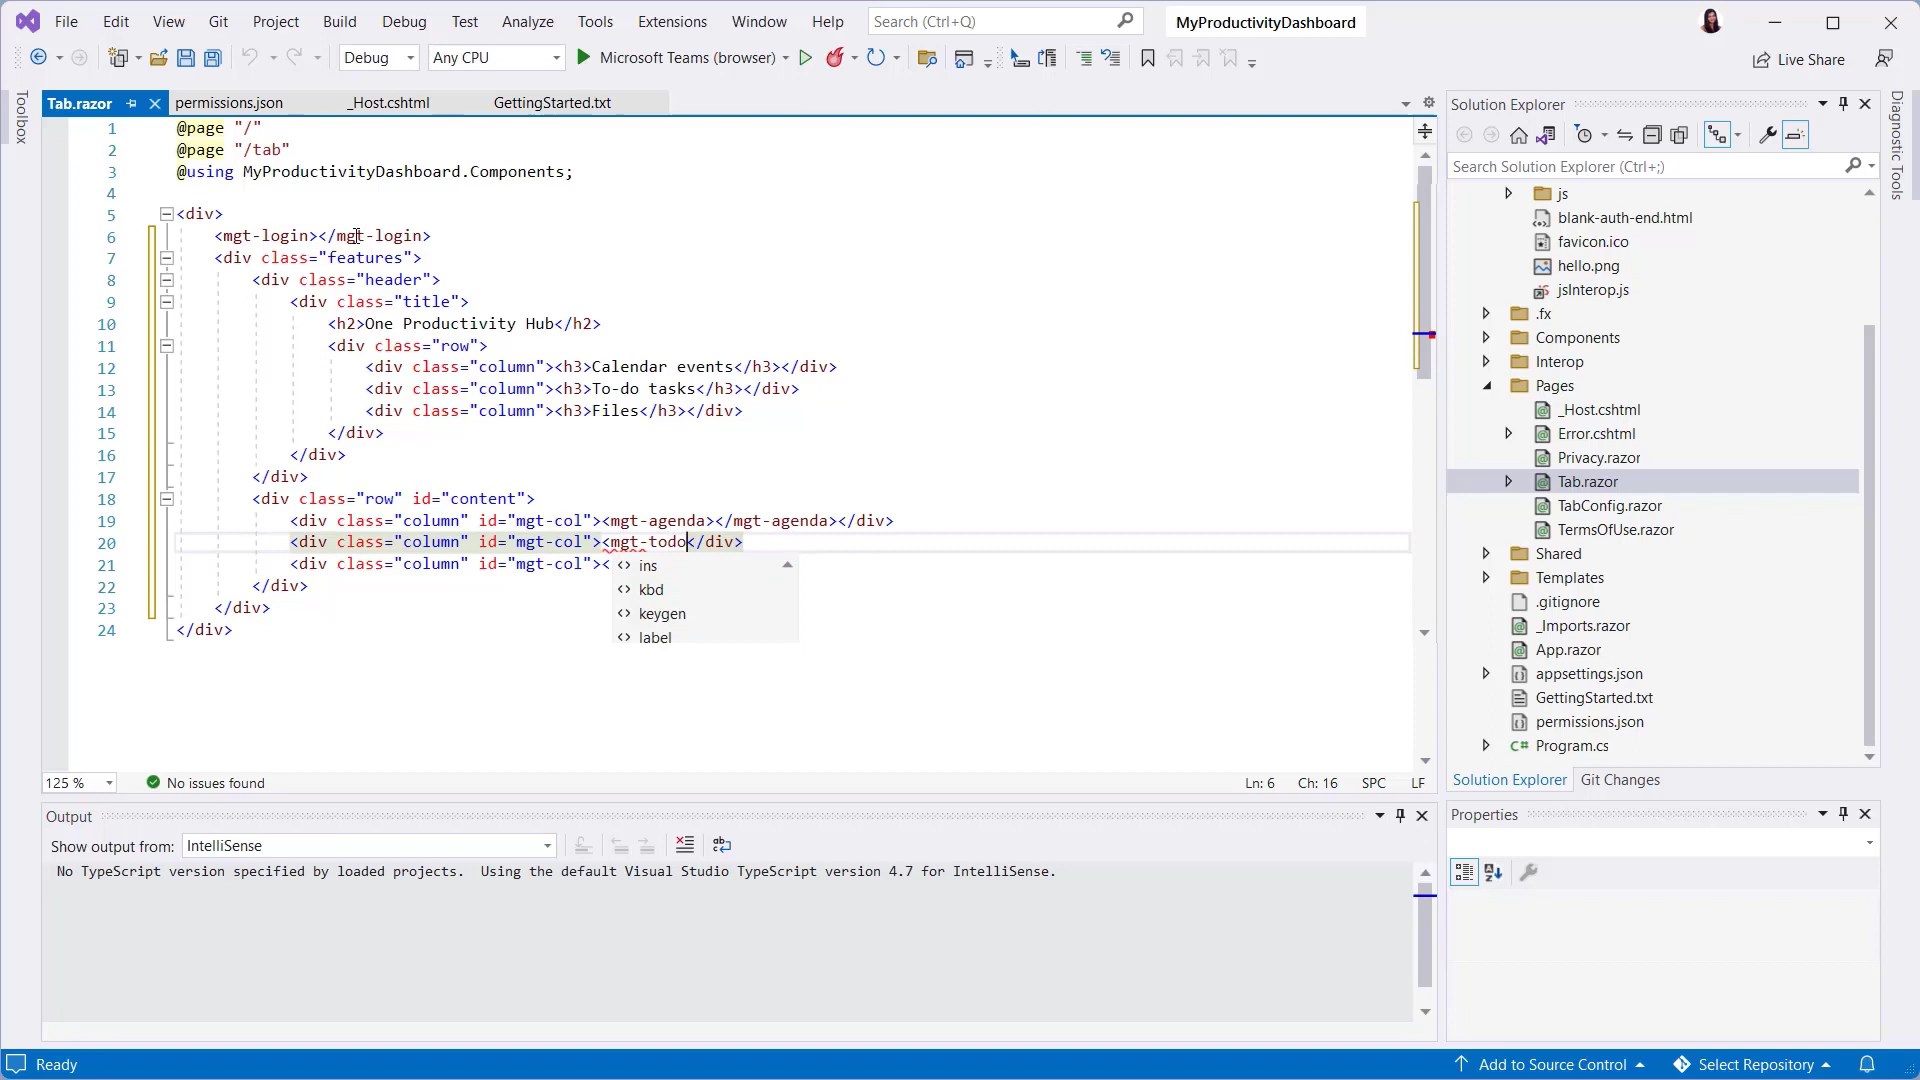 File Edit View Git Project Build Debug Test Analyze Tools Extensions Window Help Search (Ctrl+Q) MyProductivityDashboard
Debug Any CPU Microsoft Teams (browser) Live Share
Toolbox
Tab.razor permissions.json _Host.cshtml GettingStarted.txt
1 @page "/"
2 @page "/tab"
3 @using MyProductivityDashboard.Components;
4
5 <div>
6 <mgt-login></mgt-login>
7 <div class="features">
8 <div class="header">
9 <div class="title">
10 <h2>One Productivity Hub</h2>
11 <div class="row">
12 <div class="column"><h3>Calendar events</h3></div>
13 <div class="column"><h3>To-do tasks</h3></div>
14 <div class="column"><h3>Files</h3></div>
15 </div>
16 </div>
17 </div>
18 <div class="row" id="content">
19 <div class="column" id="mgt-col"><mgt-agenda></mgt-agenda></div>
20 <div class="column" id="mgt-col"><mgt-todo</div>
21 <div class="column" id="mgt-col"><
22 </div>
23 </div>
24 </div>
<> ins
<> kbd
<> keygen
<> label
125 % No issues found Ln: 6 Ch: 16 SPC LF
Output
Show output from: IntelliSense
No TypeScript version specified by loaded projects.  Using the default Visual Studio TypeScript version 4.7 for IntelliSense.
Solution Explorer
Search Solution Explorer (Ctrl+;)
js
blank-auth-end.html
favicon.ico
hello.png
jsInterop.js
.fx
Components
Interop
Pages
_Host.cshtml
Error.cshtml
Privacy.razor
Tab.razor
TabConfig.razor
TermsOfUse.razor
Shared
Templates
.gitignore
_Imports.razor
App.razor
appsettings.json
GettingStarted.txt
permissions.json
C# Program.cs
Solution Explorer Git Changes
Properties
Diagnostic Tools
Ready Add to Source Control Select Repository